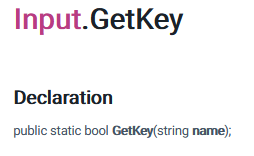 Input.GetKey
Declaration
public static bool GetKey(string name);